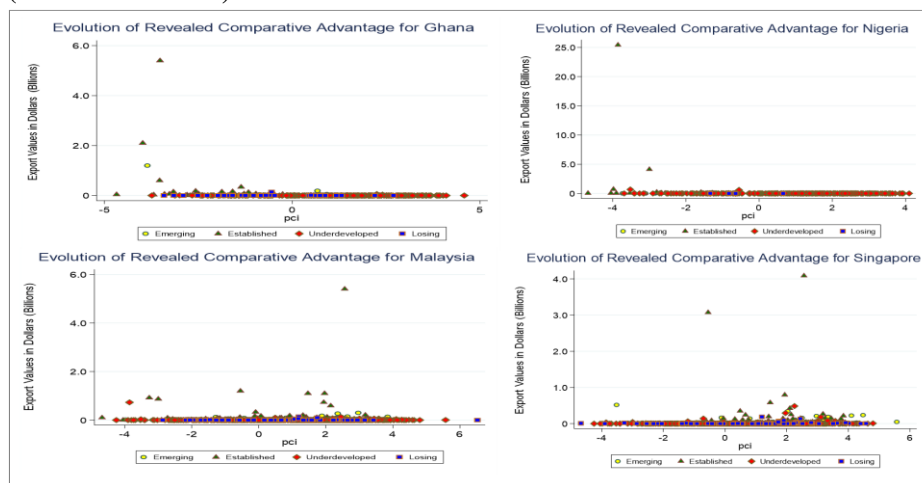 Evolution of Revealed Comparative Advantage for Ghana
Export Values in Dollars (Billions)
6.0
4.0
2.0
0
-5
0
5
pci
Emerging Established Underdeveloped Losing
Evolution of Revealed Comparative Advantage for Nigeria
Export Values in Dollars (Billions)
25.0
20.0
15.0
10.0
5.0
0
-4
-2
0
2
4
pci
Emerging Established Underdeveloped Losing
Evolution of Revealed Comparative Advantage for Malaysia
Export Values in Dollars (Billions)
6.0
4.0
2.0
0
-4
-2
0
2
4
6
pci
Emerging Established Underdeveloped Losing
Evolution of Revealed Comparative Advantage for Singapore
Export Values in Dollars (Billions)
4.0
3.0
2.0
1.0
0
-4
-2
0
2
4
6
pci
Emerging Established Underdeveloped Losing